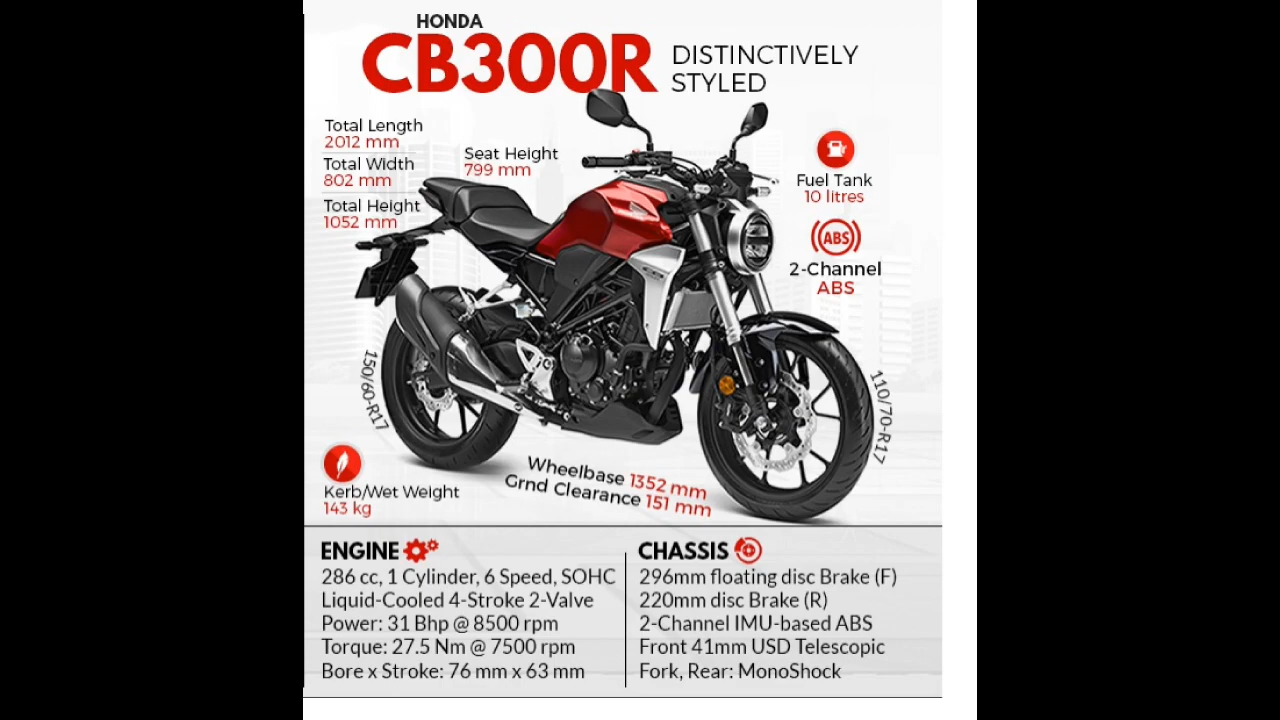 HONDA
CB300R
DISTINCTIVELY
STYLED
Total Length
2012 mm
Total Width
802 mm
Total Height
1052 mm
Seat Height
799 mm
Fuel Tank
10 litres
ABS
2-Channel
ABS
150/60-R17
110/70-R17
Kerb/Wet Weight
143 kg
Wheelbase 1352 mm
Grnd Clearance 151 mm
ENGINE
286 cc, 1 Cylinder, 6 Speed, SOHC
Liquid-Cooled 4-Stroke 2-Valve
Power: 31 Bhp @ 8500 rpm
Torque: 27.5 Nm @ 7500 rpm
Bore x Stroke: 76 mm x 63 mm
CHASSIS
296mm floating disc Brake (F)
220mm disc Brake (R)
2-Channel IMU-based ABS
Front 41mm USD Telescopic
Fork, Rear: MonoShock